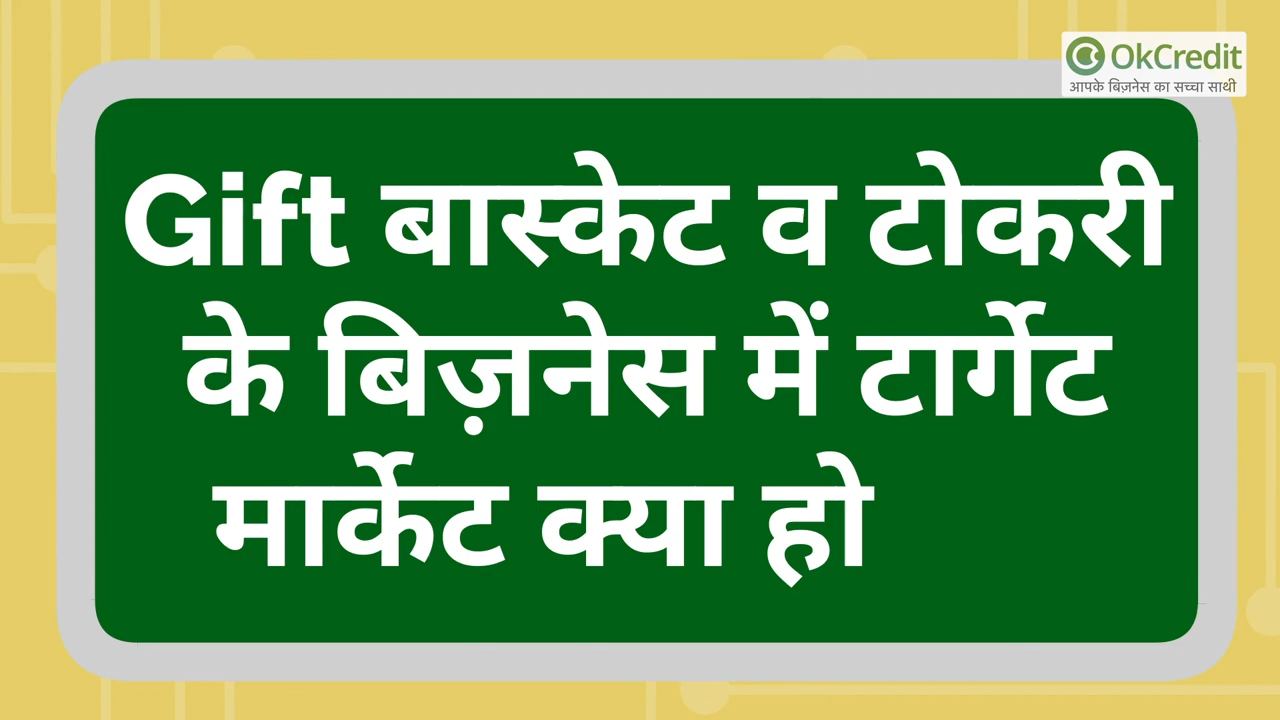 OkCredit
आपके बिज़नेस का सच्चा साथी
Gift बास्केट व टोकरी
के बिज़नेस में टार्गेट
मार्केट क्या हो